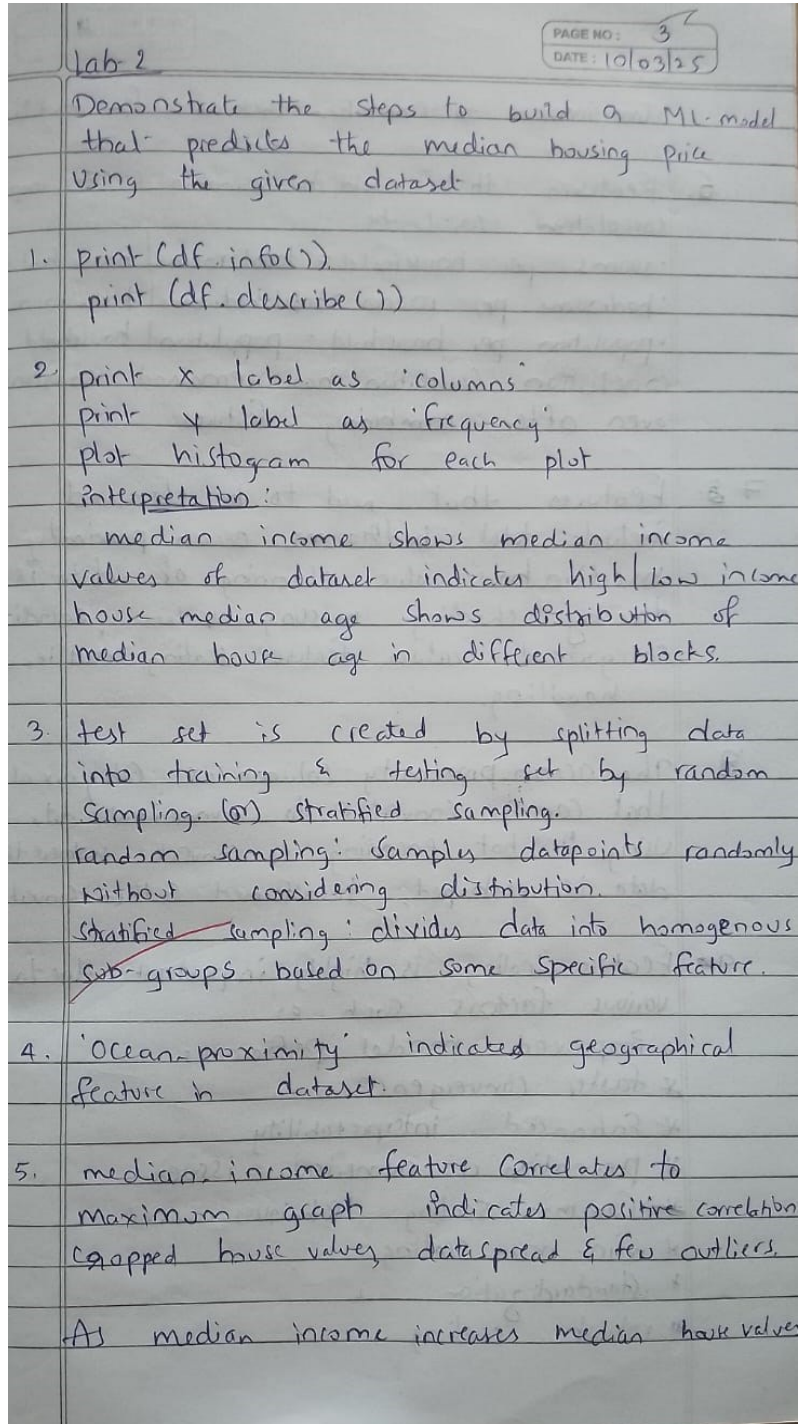 PAGE NO: 3
DATE: 10/03/25
Lab-2
Demonstrate the steps to build a ML-model
that predicts the median housing price
Using the given dataset
1. print (df.info()).
print (df.describe())
2. print x label as 'columns'
print y label as 'frequency'
plot histogram for each plot
interpretation:
median income shows median income
values of dataset indicates high/low income
house median age shows distribution of
median house age in different blocks.
3. test set is created by splitting data
into training & testing set by random
Sampling. (or) stratified sampling.
random sampling: samples datapoints randomly
without considering distribution.
Stratified sampling: divides data into homogenous
sub-groups based on some specific feature.
4. 'Ocean-proximity' indicated geographical
feature in dataset.
5. median-income feature correlates to
maximum graph indicates positive correlation
house values, data spread & few outliers.
As median income increases median house values